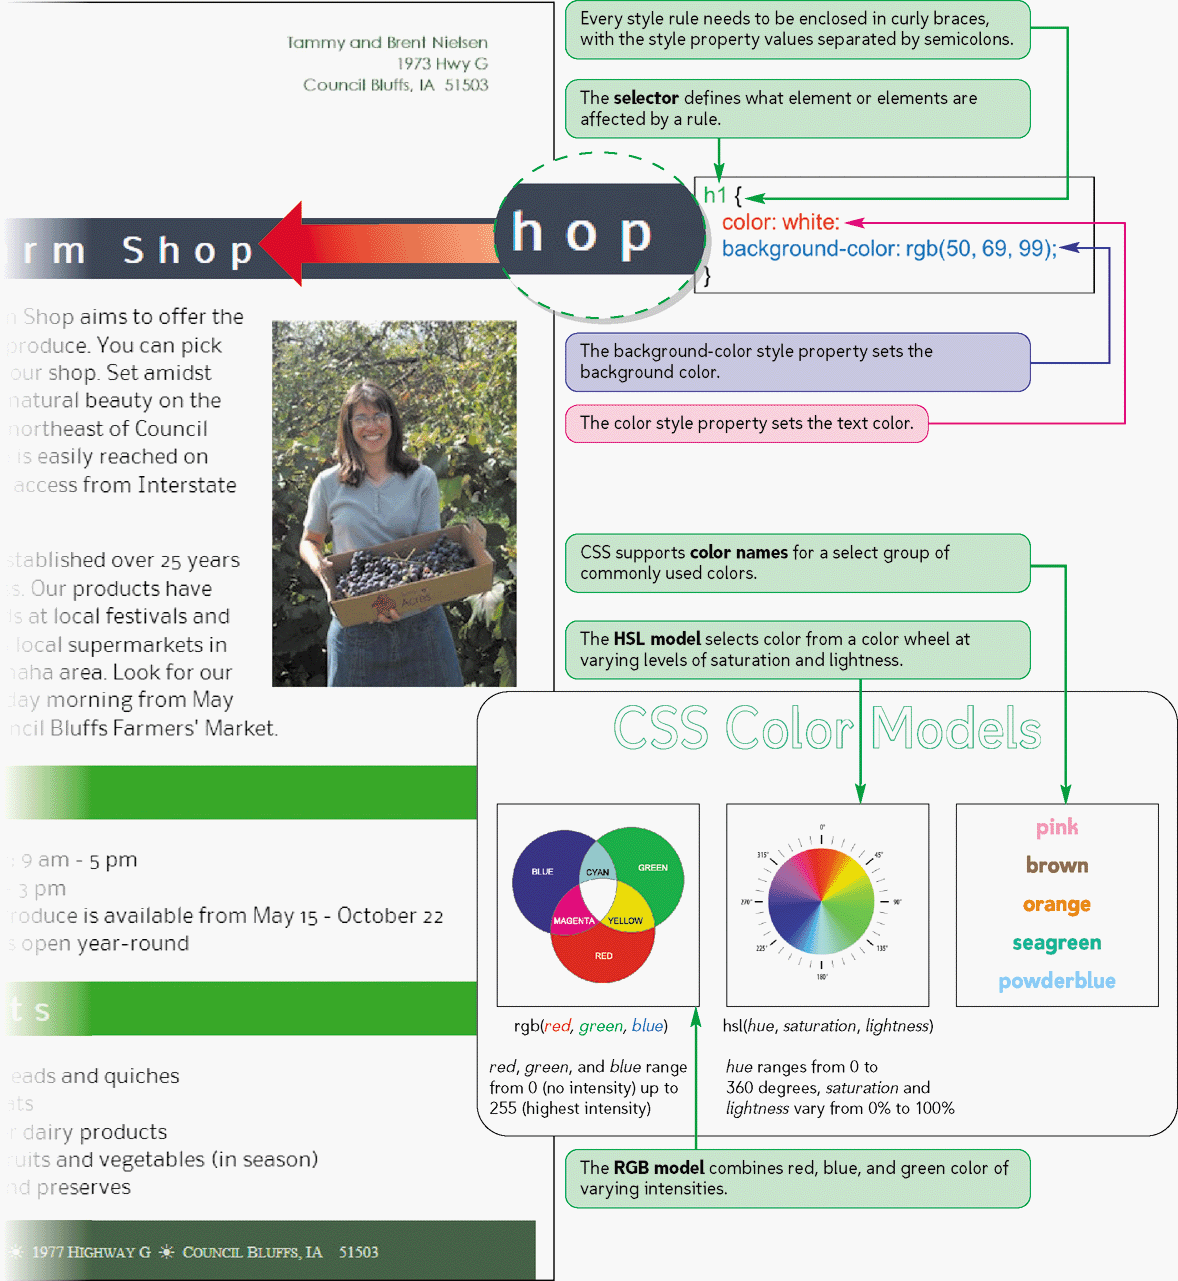 Tammy and Brent Nielsen
1973 Hwy G
Council Bluffs, IA 51503
rm Shop
hop
Shop aims to offer the
produce. You can pick
our shop. Set amidst
natural beauty on the
northeast of Council
is easily reached on
access from Interstate
stablished over 25 years
s. Our products have
ls at local festivals and
local supermarkets in
naha area. Look for our
day morning from May
ncil Bluffs Farmers' Market.
: 9 am - 5 pm
3 pm
roduce is available from May 15 - October 22
s open year-round
ts
eads and quiches
ats
r dairy products
ruits and vegetables (in season)
nd preserves
1977 HIGHWAY G COUNCIL BLUFFS, IA 51503
Every style rule needs to be enclosed in curly braces,
with the style property values separated by semicolons.
The selector defines what element or elements are
affected by a rule.
h1 {
color: white:
background-color: rgb(50, 69, 99);
}
The background-color style property sets the
background color.
The color style property sets the text color.
CSS supports color names for a select group of
commonly used colors.
The HSL model selects color from a color wheel at
varying levels of saturation and lightness.
CSS Color Models
BLUE
CYAN
GREEN
MAGENTA
YELLOW
RED
rgb(red, green, blue)
red, green, and blue range
from 0 (no intensity) up to
255 (highest intensity)
0°
45°
90°
135°
180°
225°
270°
315°
hsl(hue, saturation, lightness)
hue ranges from 0 to
360 degrees, saturation and
lightness vary from 0% to 100%
pink
brown
orange
seagreen
powderblue
The RGB model combines red, blue, and green color of
varying intensities.